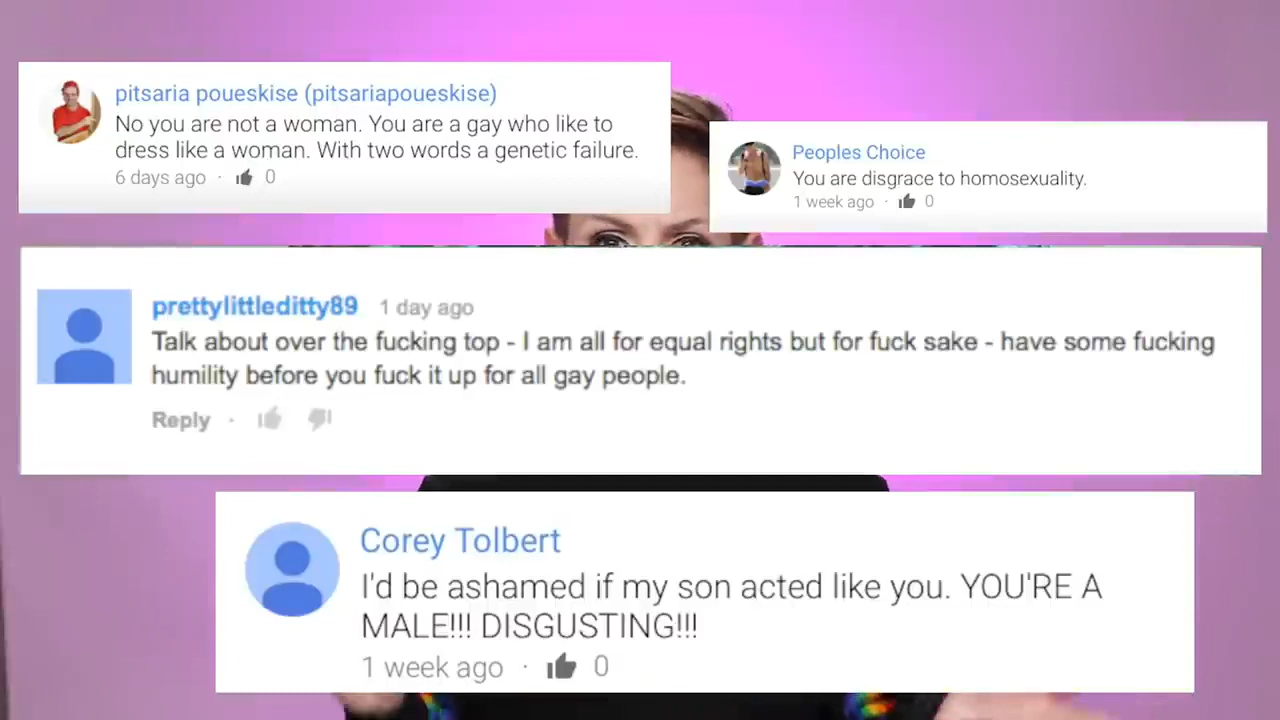 pitsaria poueskise (pitsariapoueskise)
No you are not a woman. You are a gay who like to
dress like a woman. With two words a genetic failure.
6 days ago · 0
Peoples Choice
You are disgrace to homosexuality.
1 week ago · 0
prettylittleditty89 1 day ago
Talk about over the fucking top - I am all for equal rights but for fuck sake - have some fucking
humility before you fuck it up for all gay people.
Reply ·
Corey Tolbert
I'd be ashamed if my son acted like you. YOU'RE A
MALE!!! DISGUSTING!!!
1 week ago · 0